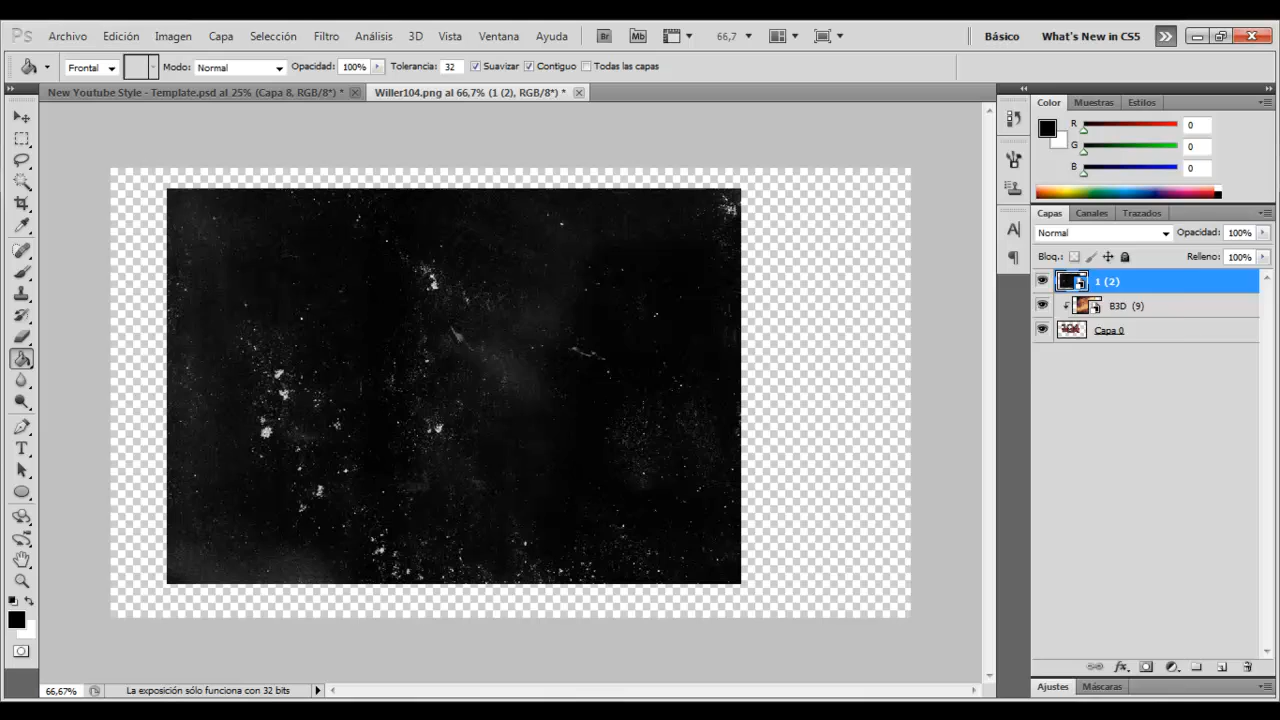 Ps Archivo Edición Imagen Capa Selección Filtro Análisis 3D Vista Ventana Ayuda Br Mb 66,7 Básico What's New in CS5
Frontal Modo: Normal Opacidad: 100% Tolerancia: 32 Suavizar Contiguo Todas las capas
New Youtube Style - Template.psd al 25% (Capa 8, RGB/8*) * Willer104.png al 66,7% (1 (2), RGB/8*) *
Color Muestras Estilos
R 0
G 0
B 0
Capas Canales Trazados
Normal Opacidad: 100%
Bloq.: Relleno: 100%
1 (2)
B3D (9)
Capa 0
T
66,67% La exposición sólo funciona con 32 bits
Ajustes Máscaras